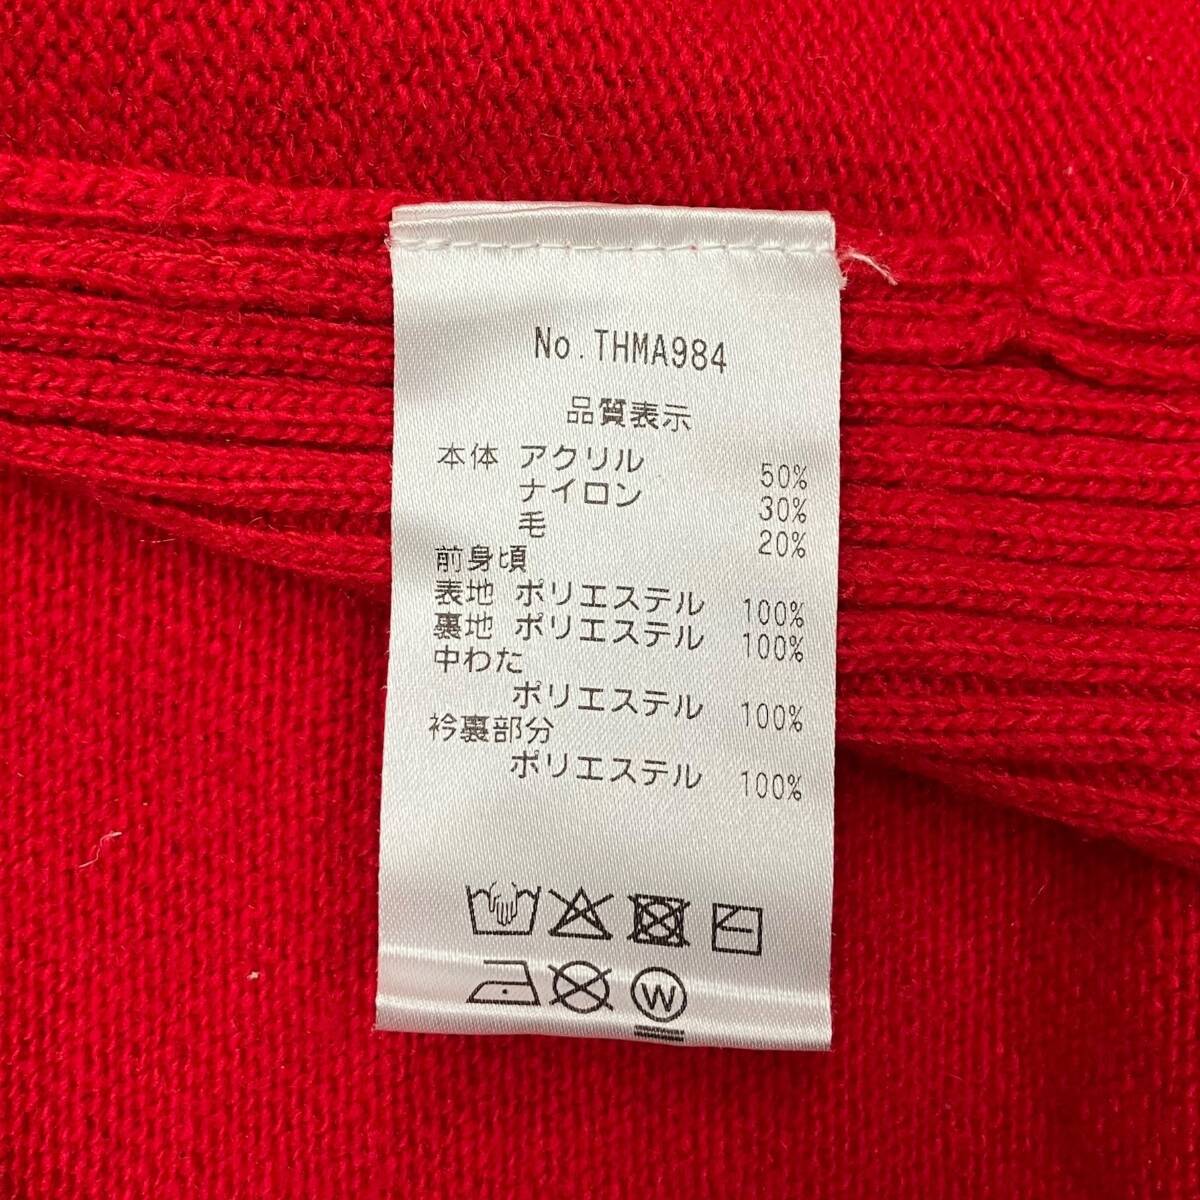 No.THMA984
品質表示
本体 アクリル 50%
ナイロン 30%
毛 20%
前身頃
表地 ポリエステル 100%
裏地 ポリエステル 100%
中わた
ポリエステル 100%
衿裏部分
ポリエステル 100%
W